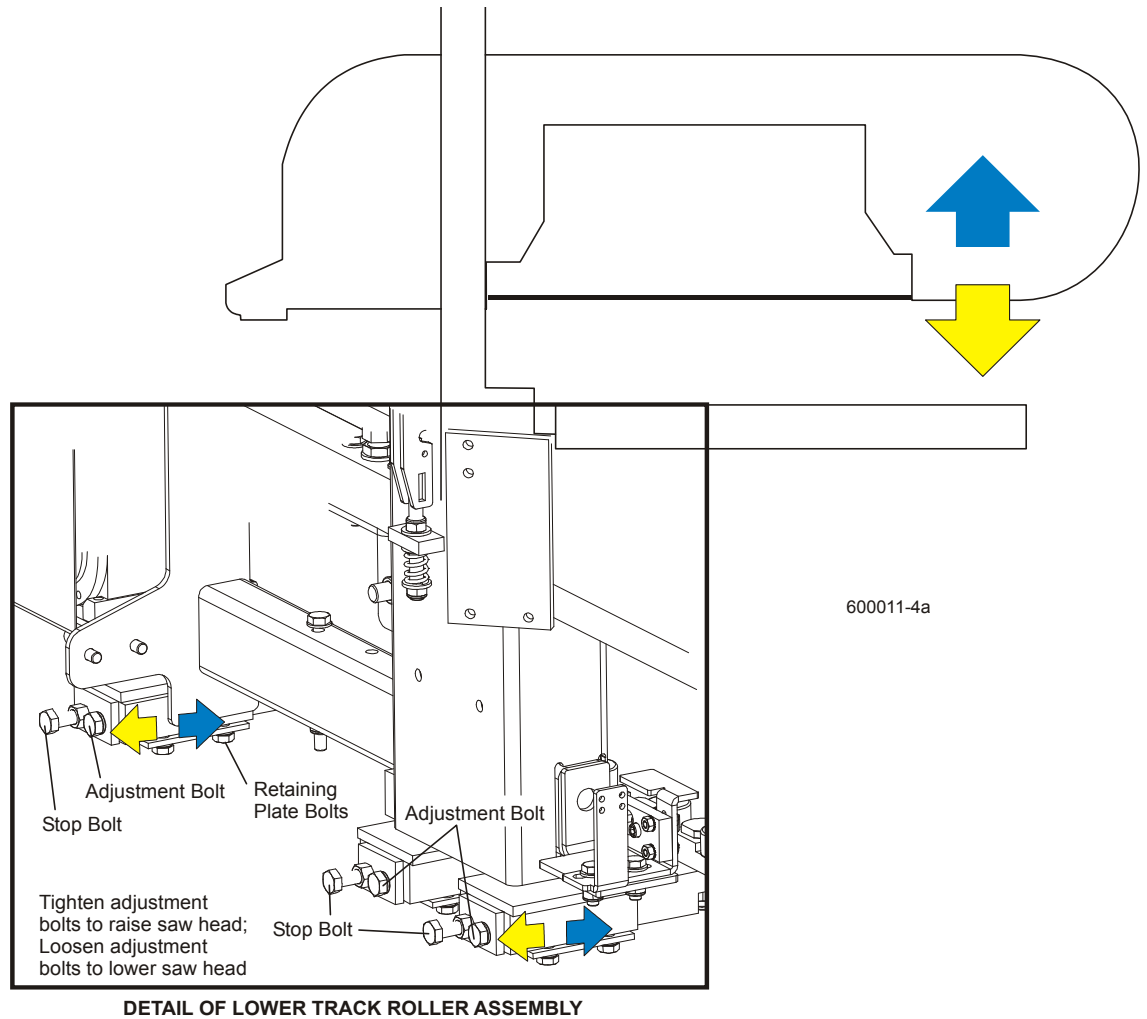 600011-4a
Adjustment Bolt
Retaining
Plate Bolts
Stop Bolt
Adjustment Bolt
Stop Bolt
Tighten adjustment
bolts to raise saw head;
Loosen adjustment
bolts to lower saw head
DETAIL OF LOWER TRACK ROLLER ASSEMBLY